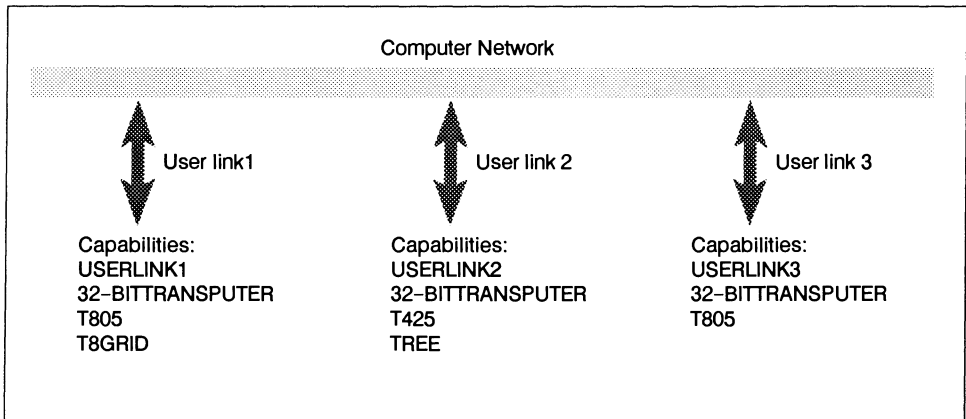 Computer Network
User link1
User link 2
User link 3
Capabilities:
USERLINK1
32-BITTRANSPUTER
T805
T8GRID
Capabilities:
USERLINK2
32-BITTRANSPUTER
T425
TREE
Capabilities:
USERLINK3
32-BITTRANSPUTER
T805